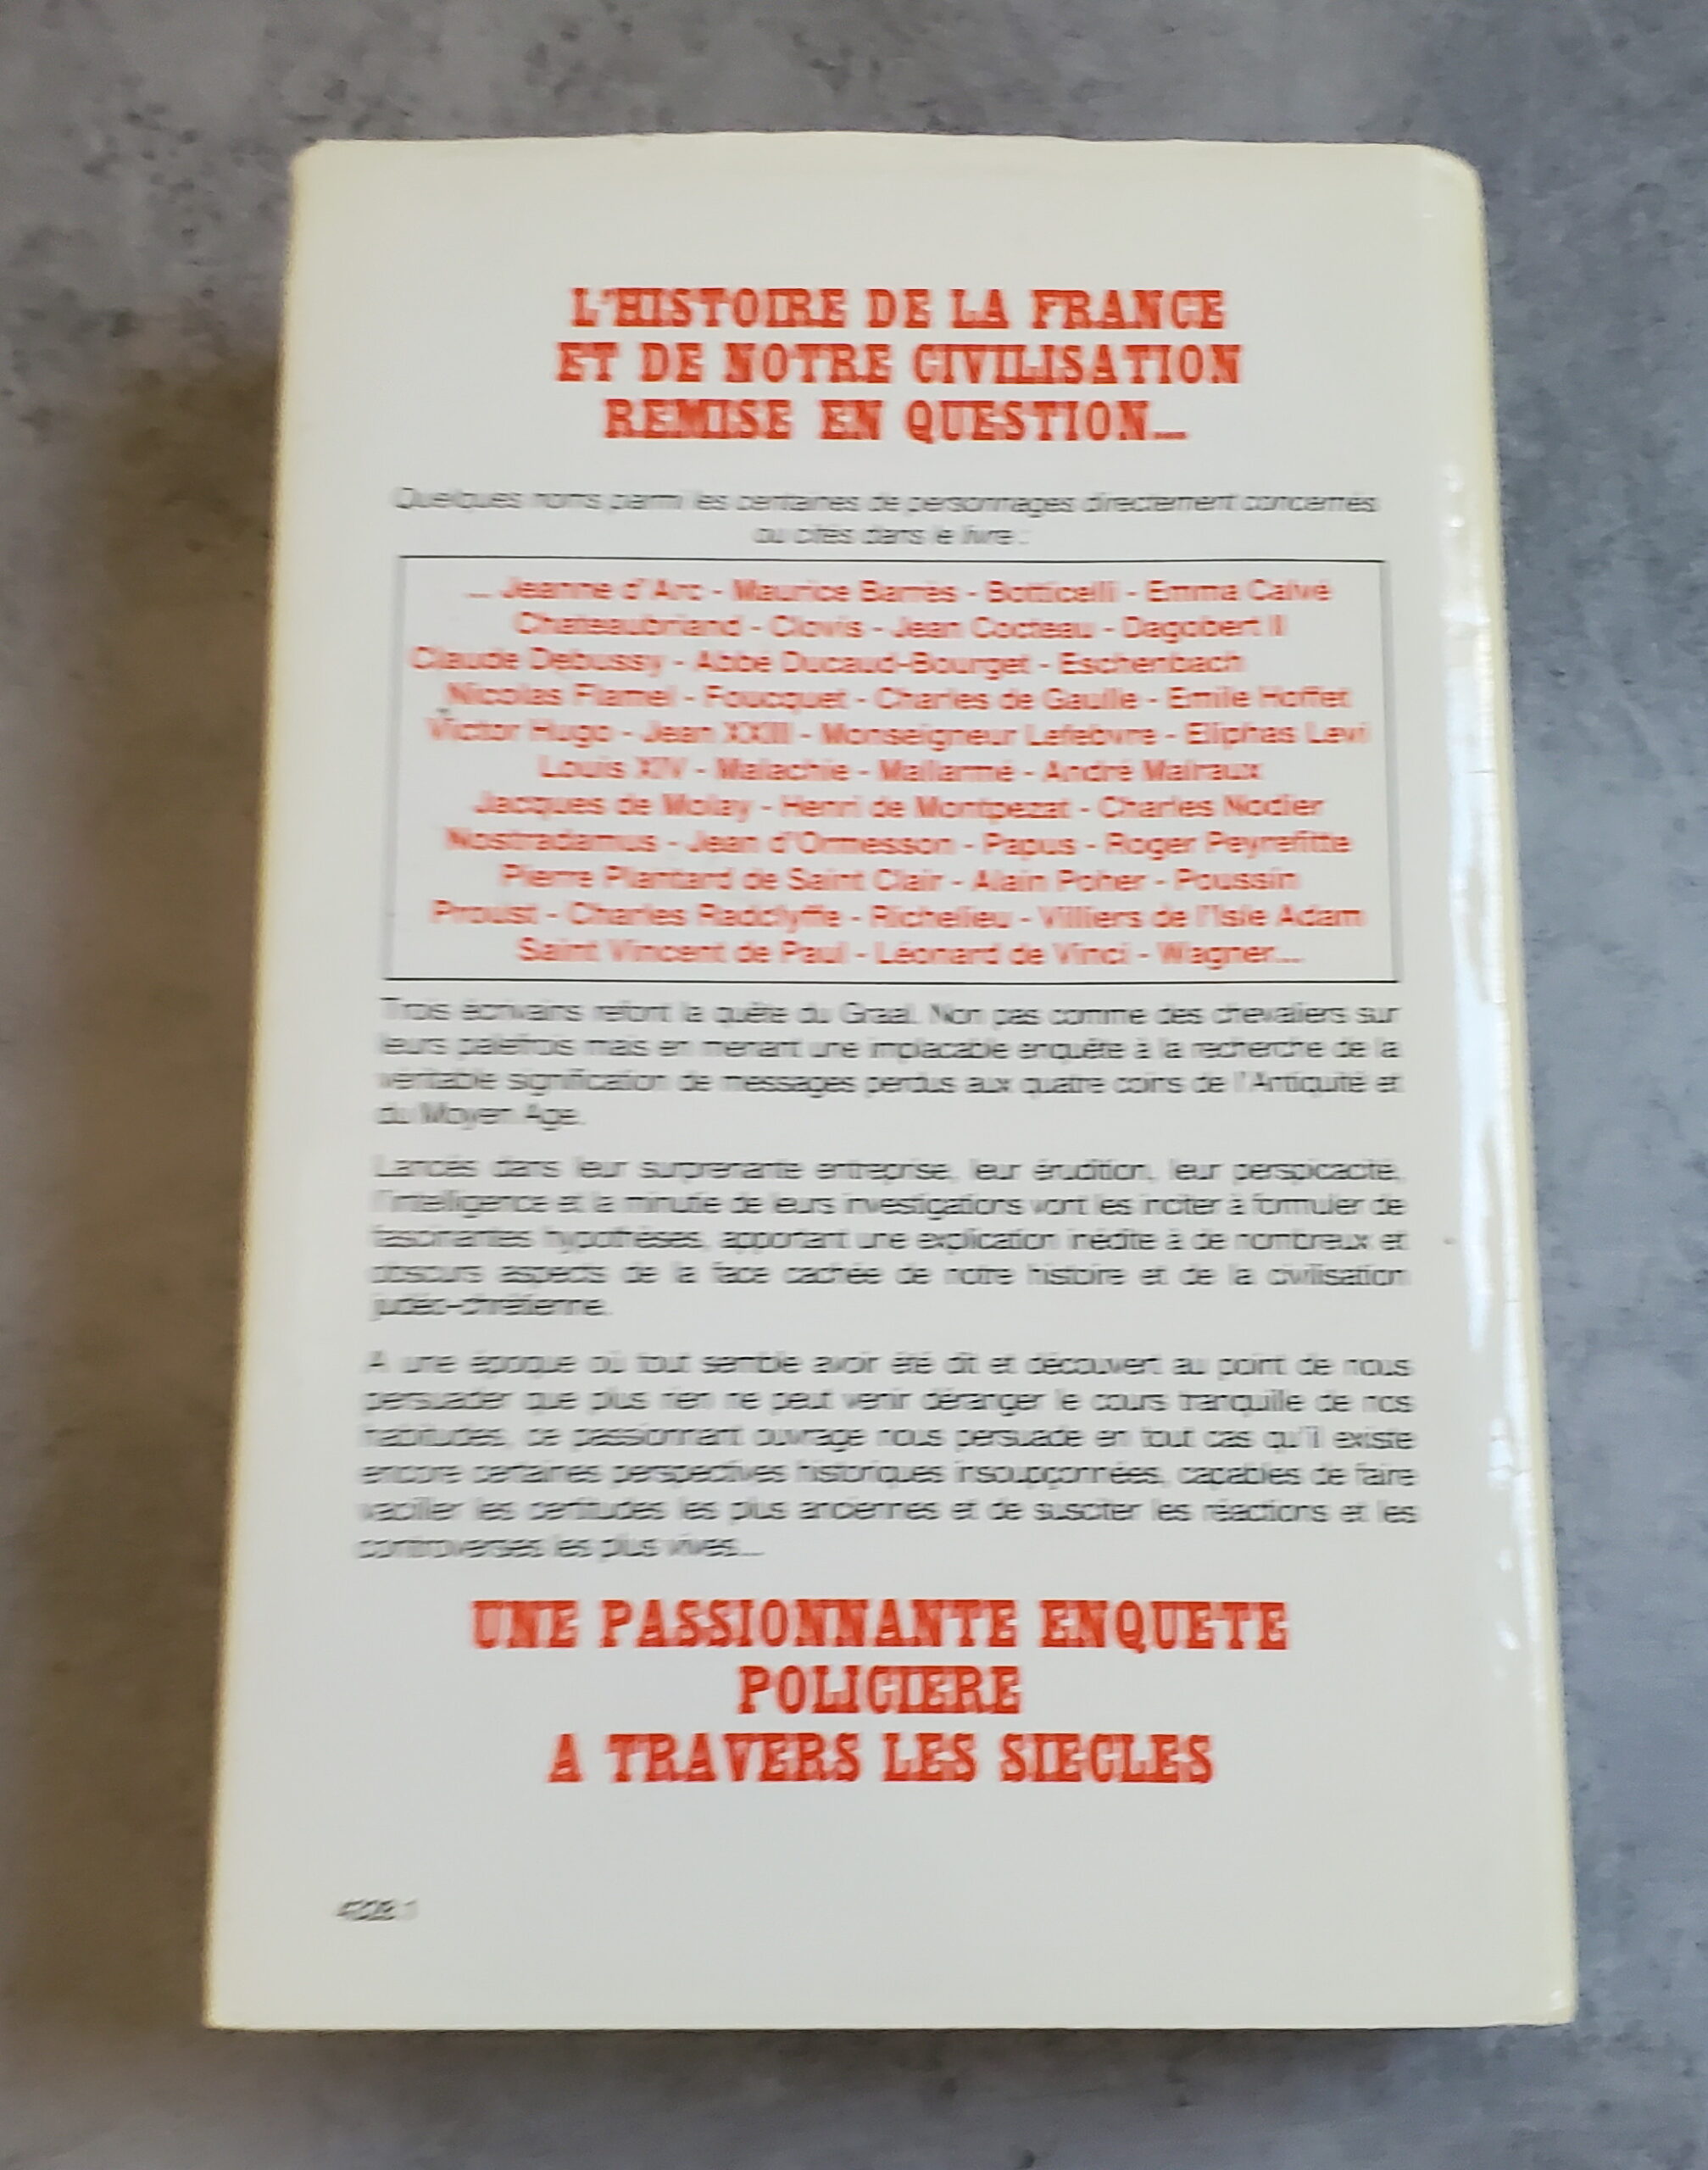 L'HISTOIRE DE LA FRANCE
ET DE NOTRE CIVILISATION
REMISE EN QUESTION...
Quelques noms parmi les centaines de personnages directement concernés
ou cités dans le livre :
... Jeanne d'Arc - Maurice Barrès - Botticelli - Emma Calvé
Chateaubriand - Clovis - Jean Cocteau - Dagobert II
Claude Debussy - Abbé Ducaud-Bourget - Eschenbach
Nicolas Flamel - Foucquet - Charles de Gaulle - Emile Hoffet
Victor Hugo - Jean XXIII - Monseigneur Lefebvre - Eliphas Levi
Louis XIV - Malachie - Mallarmé - André Malraux
Jacques de Molay - Henri de Montpezat - Charles Nodier
Nostradamus - Jean d'Ormesson - Papus - Roger Peyrefitte
Pierre Plantard de Saint Clair - Alain Poher - Poussin
Proust - Charles Radclyffe - Richelieu - Villiers de l'Isle Adam
Saint Vincent de Paul - Léonard de Vinci - Wagner...
Trois écrivains refont la quête du Graal. Non pas comme des chevaliers sur
leurs palefrois mais en menant une implacable enquête à la recherche de la
véritable signification de messages perdus aux quatre coins de l'Antiquité et
du Moyen Age.
Lancés dans leur surprenante entreprise, leur érudition, leur perspicacité,
l'intelligence et la minutie de leurs investigations vont les inciter à formuler de
fascinantes hypothèses, apportant une explication inédite à de nombreux et
obscurs aspects de la face cachée de notre histoire et de la civilisation
judéo-chrétienne.
A une époque où tout semble avoir été dit et découvert au point de nous
persuader que plus rien ne peut venir déranger le cours tranquille de nos
habitudes, ce passionnant ouvrage nous persuade en tout cas qu'il existe
encore certaines perspectives historiques insoupçonnées, capables de faire
vaciller les certitudes les plus anciennes et de susciter les réactions et les
controverses les plus vives...
UNE PASSIONNANTE ENQUETE
POLICIERE
A TRAVERS LES SIECLES